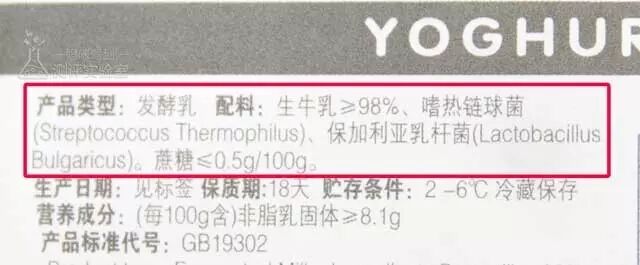 YOGHUR
产品类型：发酵乳 配料：生牛乳≥98%、嗜热链球菌
(Streptococcus Thermophilus)、保加利亚乳杆菌(Lactobacillus
Bulgaricus)。蔗糖≤0.5g/100g。
生产日期：见标签 保质期:18天 贮存条件：2 -6℃ 冷藏保存
营养成分：(每100g含)非脂乳固体≥8.1g
产品标准代号：GB19302